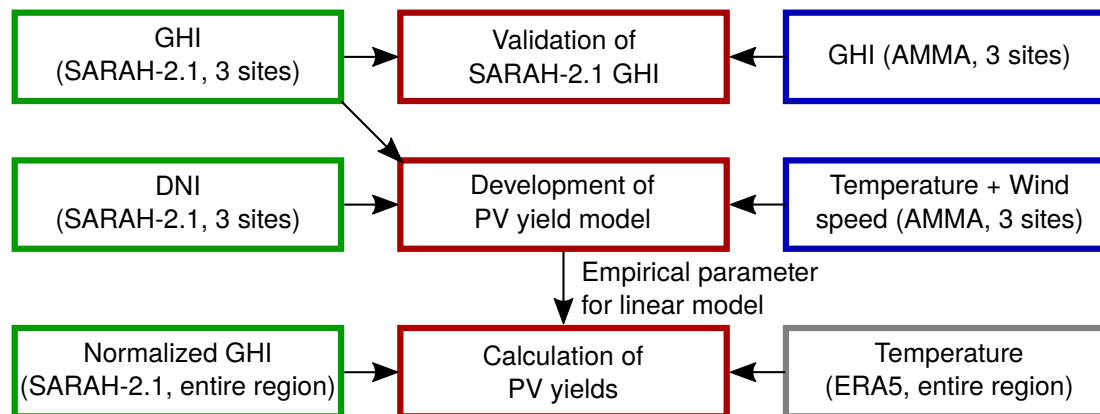 GHI
(SARAH-2.1, 3 sites)
Validation of
SARAH-2.1 GHI
GHI (AMMA, 3 sites)
DNI
(SARAH-2.1, 3 sites)
Development of
PV yield model
Temperature + Wind
speed (AMMA, 3 sites)
Empirical parameter
for linear model
Normalized GHI
(SARAH-2.1, entire region)
Calculation of
PV yields
Temperature
(ERA5, entire region)